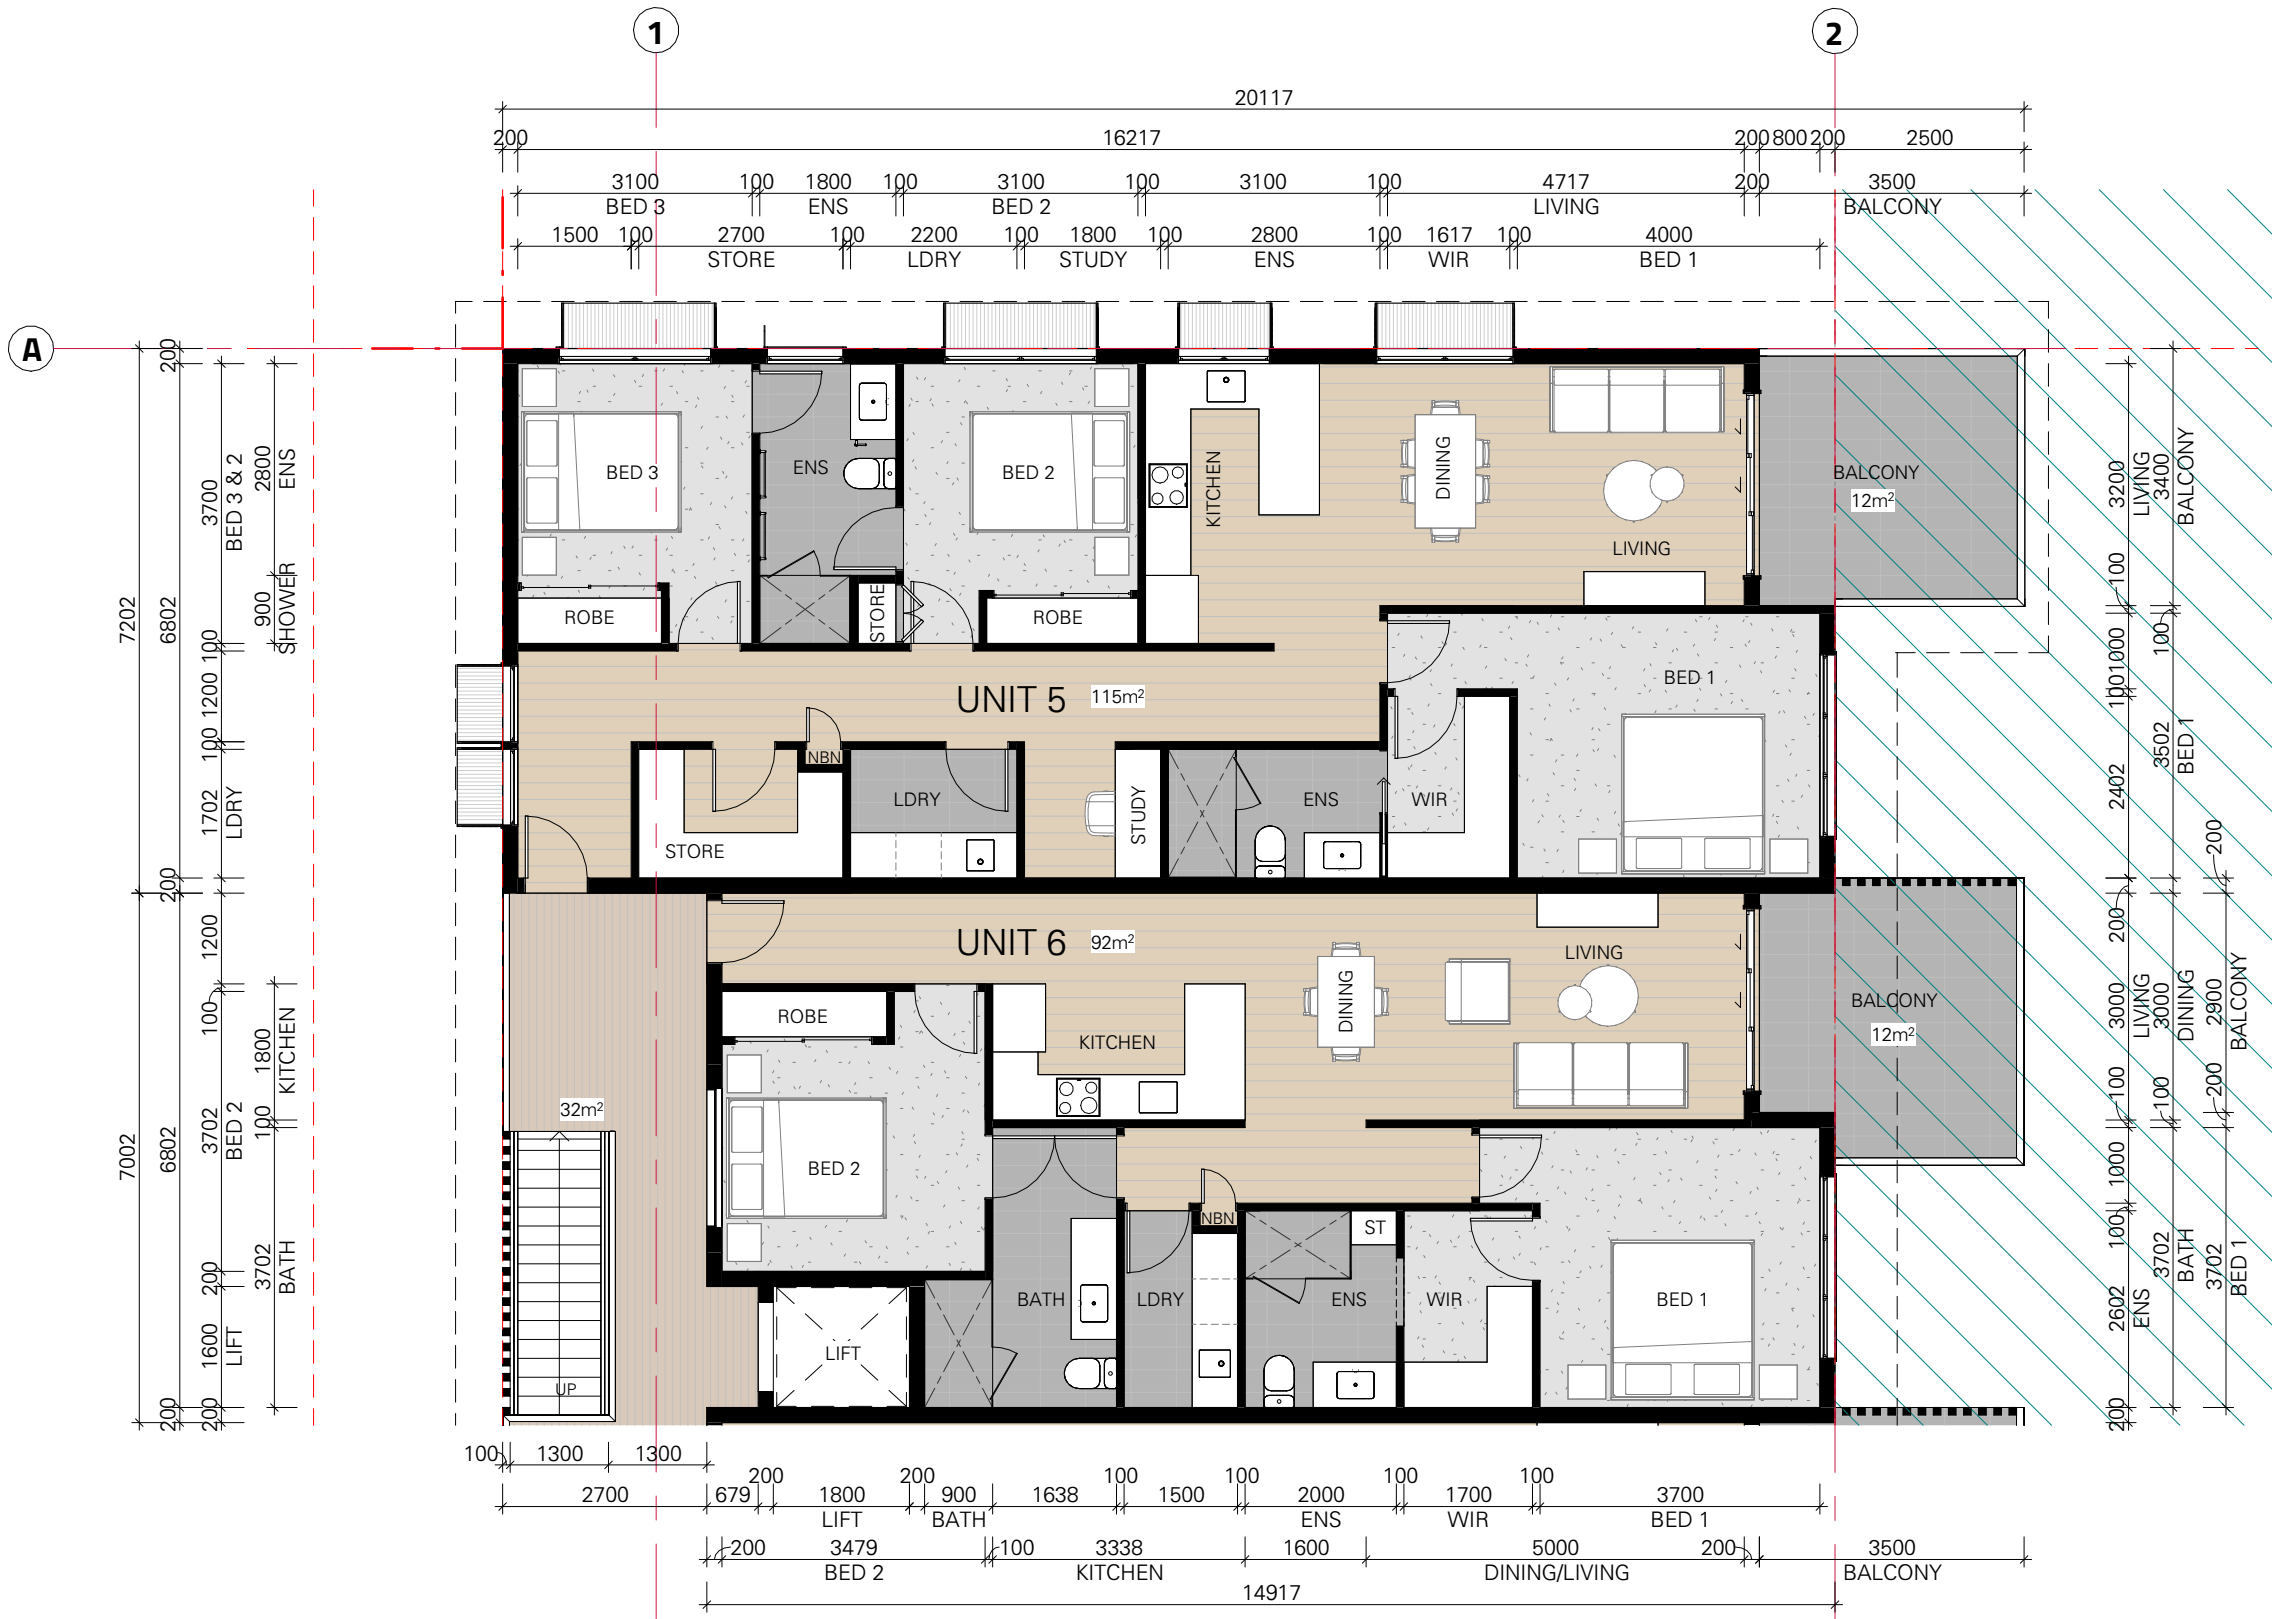 1
2
20117
200
16217
200
800
200
2500
3100
100
1800
100
3100
100
3100
100
4717
200
3500
BED 3
ENS
BED 2
LIVING
BALCONY
1500
100
2700
100
2200
100
1800
100
2800
100
1617
100
4000
STORE
LDRY
STUDY
ENS
WIR
BED 1
A
7202
7002
200
6802
200
6802
200
3700
BED 3 & 2
100
1200
100
1702
LDRY
1200
100
3702
BED 2
200
1600
LIFT
200
2800
ENS
900
SHOWER
1800
KITCHEN
100
3702
BATH
BED 3
ENS
BED 2
KITCHEN
DINING
LIVING
BALCONY
12m²
ROBE
STORE
ROBE
UNIT 5
115m²
BED 1
NBN
LDRY
STUDY
ENS
WIR
STORE
UNIT 6
92m²
LIVING
DINING
BALCONY
12m²
ROBE
KITCHEN
32m²
BED 2
NBN
ST
BATH
LDRY
ENS
WIR
BED 1
LIFT
UP
3200
LIVING
100
1000
100
2402
200
3000
LIVING
100
1000
100
2602
ENS
200
3400
BALCONY
100
3502
BED 1
3000
DINING
100
3702
BATH
200
2900
BALCONY
200
3702
BED 1
100
1300
1300
2700
679
200
1800
200
900
1638
100
1500
100
2000
100
1700
100
3700
LIFT
BATH
ENS
WIR
BED 1
200
3479
100
3338
1600
5000
200
3500
BED 2
KITCHEN
DINING/LIVING
BALCONY
14917